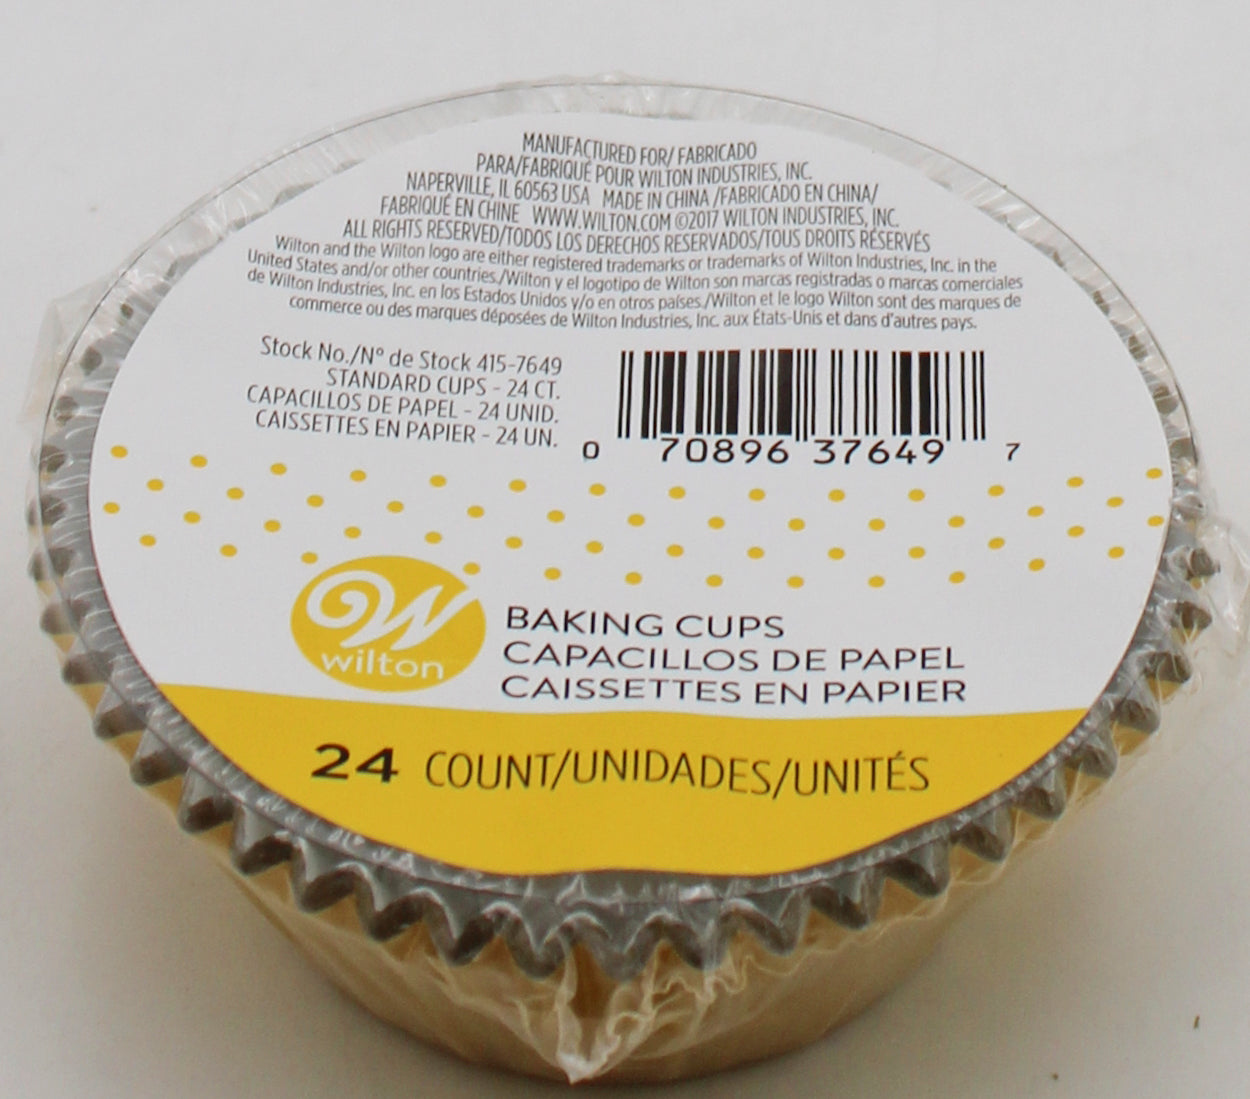 MANUFACTURED FOR/ FABRICADO
PARA/FABRIQUÉ POUR WILTON INDUSTRIES, INC.
NAPERVILLE, IL 60563 USA MADE IN CHINA /FABRICADO EN CHINA/
FABRIQUÉ EN CHINE WWW.WILTON.COM ©2017 WILTON INDUSTRIES, INC.
ALL RIGHTS RESERVED/TODOS LOS DERECHOS RESERVADOS/TOUS DROITS RÉSERVÉS
Wilton and the Wilton logo are either registered trademarks or trademarks of Wilton Industries, Inc. in the
United States and/or other countries./Wilton y el logotipo de Wilton son marcas registradas o marcas comerciales
de Wilton Industries, Inc. en los Estados Unidos y/o en otros países./Wilton et le logo Wilton sont des marques de
commerce ou des marques déposées de Wilton Industries, Inc. aux États-Unis et dans d'autres pays.
Stock No./N° de Stock 415-7649
STANDARD CUPS - 24 CT.
CAPACILLOS DE PAPEL - 24 UNID.
CAISSETTES EN PAPIER - 24 UN.
0 70896 37649 7
W
wilton
BAKING CUPS
CAPACILLOS DE PAPEL
CAISSETTES EN PAPIER
24 COUNT/UNIDADES/UNITÉS